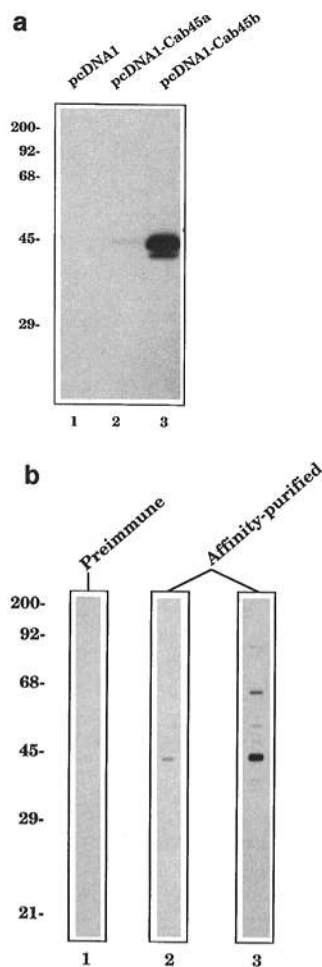 a
pcDNA1
pcDNA1-Cab45a
pcDNA1-Cab45b
200-
92-
68-
45-
29-
1 2 3
b
Preimmune
Affinity-purified
200-
92-
68-
45-
29-
21-
1 2 3